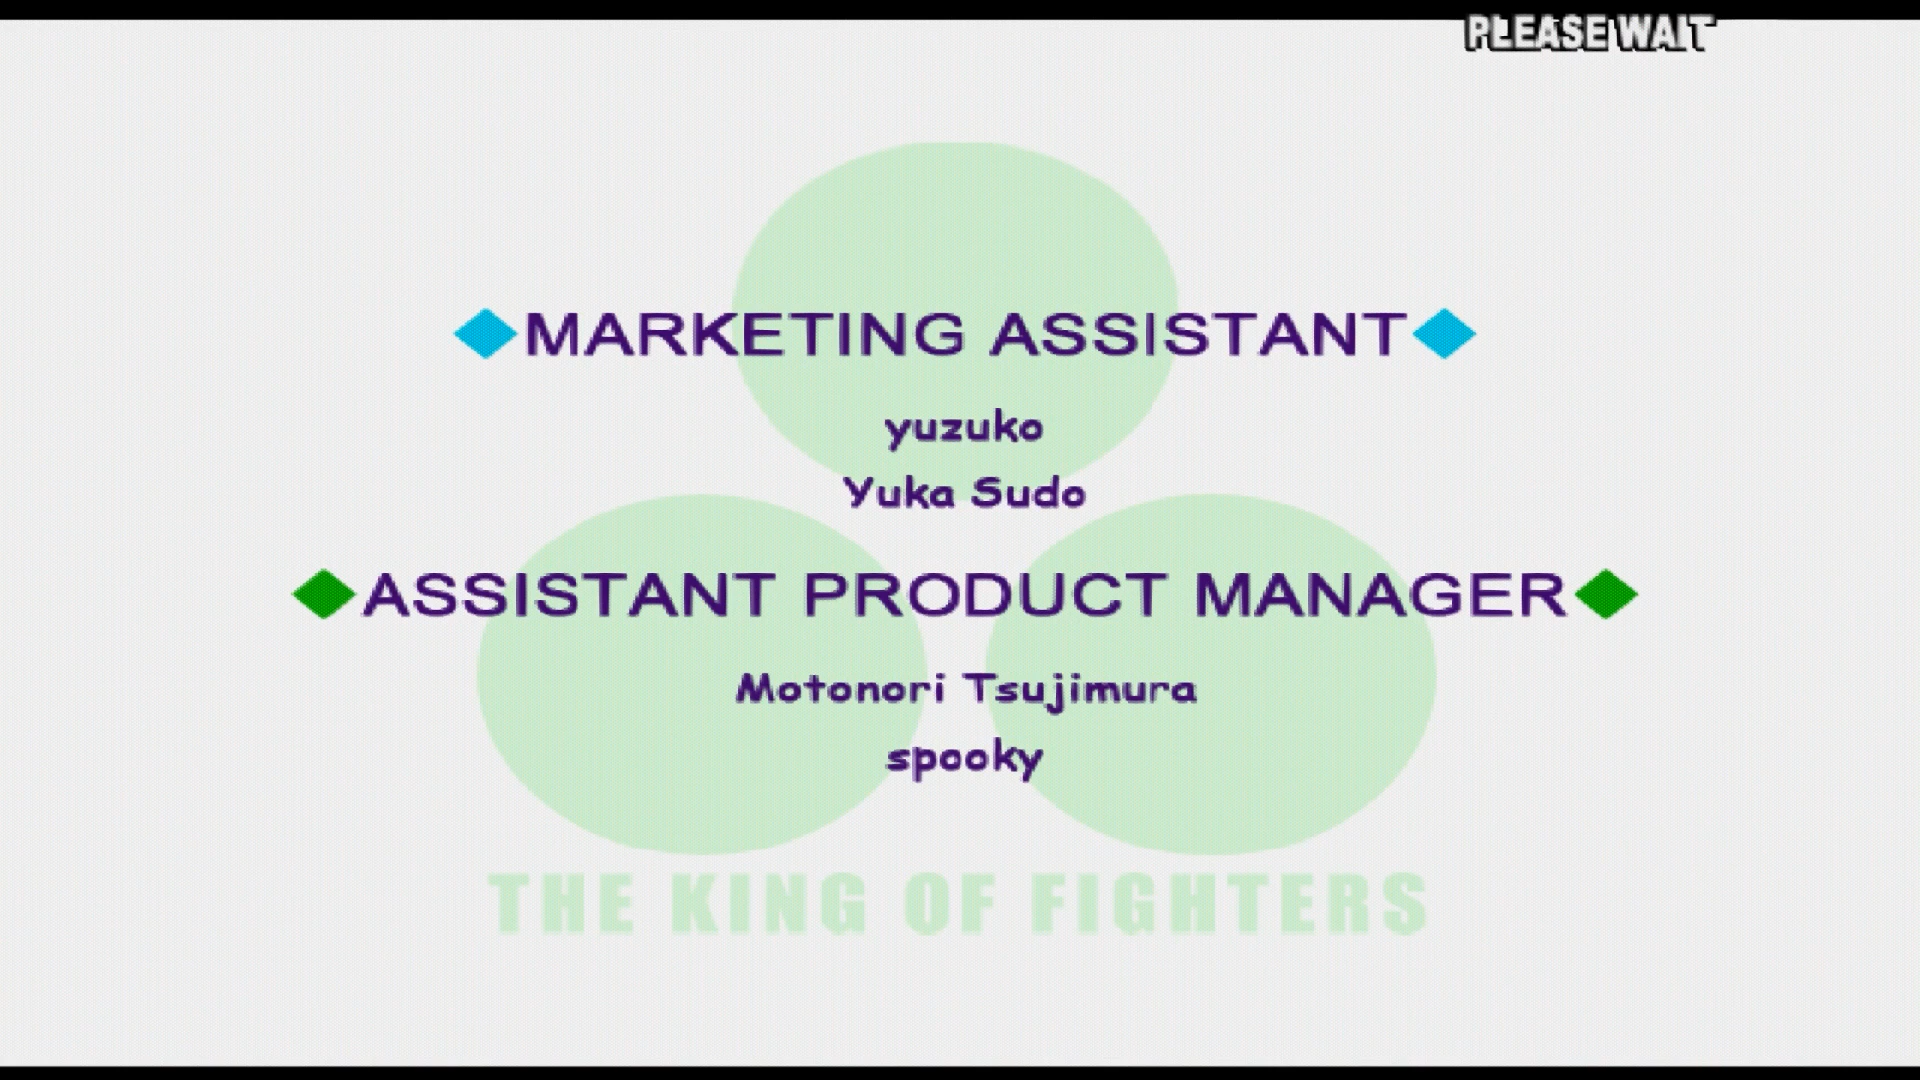 PLEASE WAIT
◆MARKETING ASSISTANT◆
yuzuko
Yuka Sudo
◆ASSISTANT PRODUCT MANAGER◆
Motonori Tsujimura
spooky
THE KING OF FIGHTERS